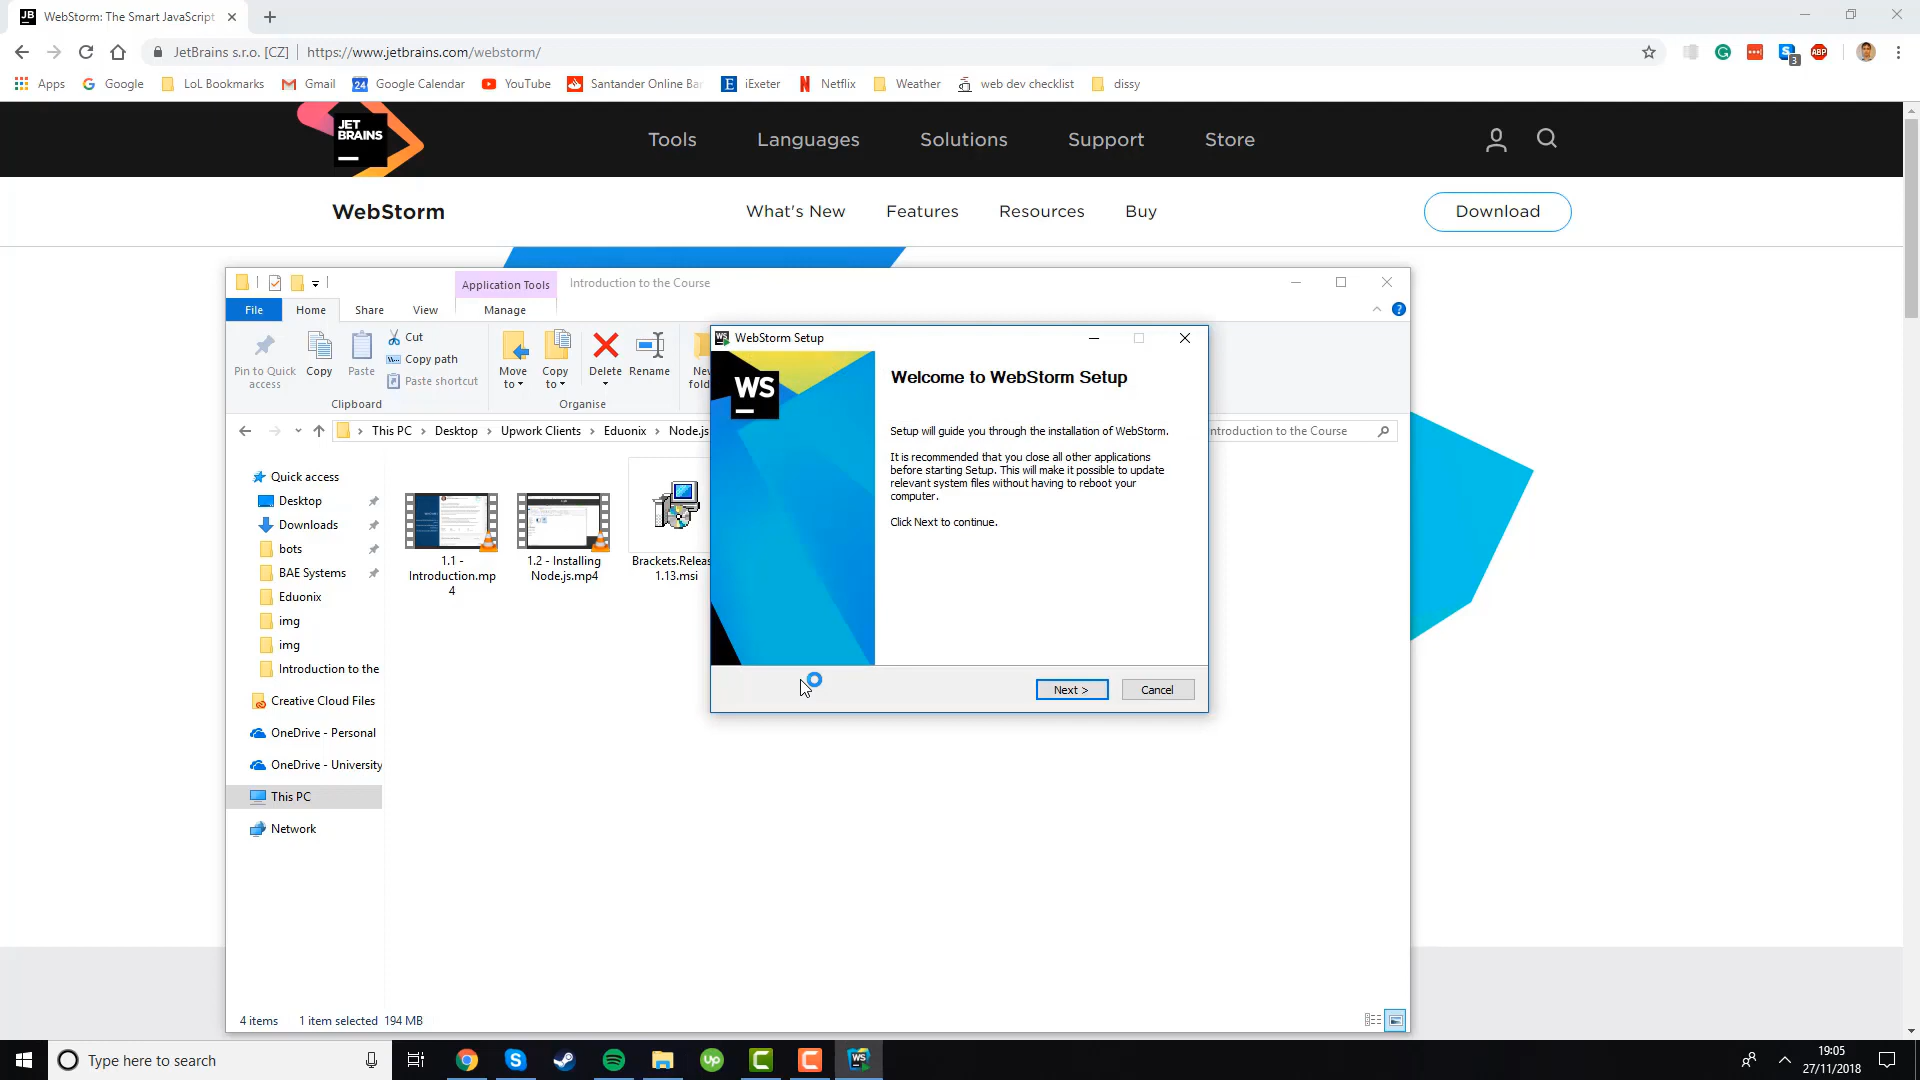 WebStorm: The Smart JavaScript
JetBrains s.r.o. [CZ] | https://www.jetbrains.com/webstorm/
Apps Google LoL Bookmarks Gmail 24 Google Calendar YouTube Santander Online Ba iExeter Netflix Weather web dev checklist dissy
JET BRAINS
Tools Languages Solutions Support Store
WebStorm What's New Features Resources Buy Download
Application Tools Introduction to the Course
File Home Share View Manage
Pin to Quick access
Copy
Paste
Cut
Copy path
Paste shortcut
Move to
Copy to
Delete
Rename
Clipboard Organise
This PC > Desktop > Upwork Clients > Eduonix > Node.js
ntroduction to the Course
Quick access
Desktop
Downloads
bots
BAE Systems
Eduonix
img
img
Introduction to the
Creative Cloud Files
OneDrive - Personal
OneDrive - University
This PC
Network
1.1 -
Introduction.mp
4
1.2 - Installing
Node.js.mp4
Brackets.Releas
1.13.msi
WebStorm Setup
WS
Welcome to WebStorm Setup
Setup will guide you through the installation of WebStorm.
It is recommended that you close all other applications
before starting Setup. This will make it possible to update
relevant system files without having to reboot your
computer.
Click Next to continue.
Next > Cancel
4 items 1 item selected 194 MB
Type here to search
19:05
27/11/2018